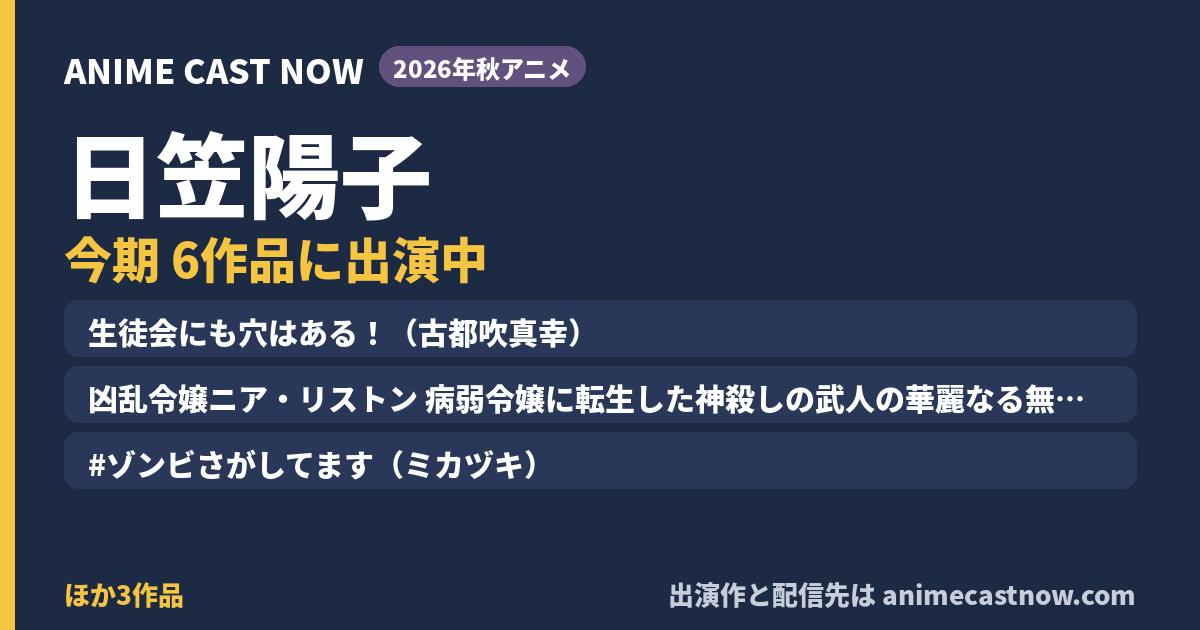 ANIME CAST NOW 2026年秋アニメ
日笠陽子
今期 6作品に出演中
生徒会にも穴はある！（古都吹真幸）
凶乱令嬢ニア・リストン 病弱令嬢に転生した神殺しの武人の華麗なる無…
#ゾンビさがしてます（ミカヅキ）
ほか3作品
出演作と配信先は animecastnow.com